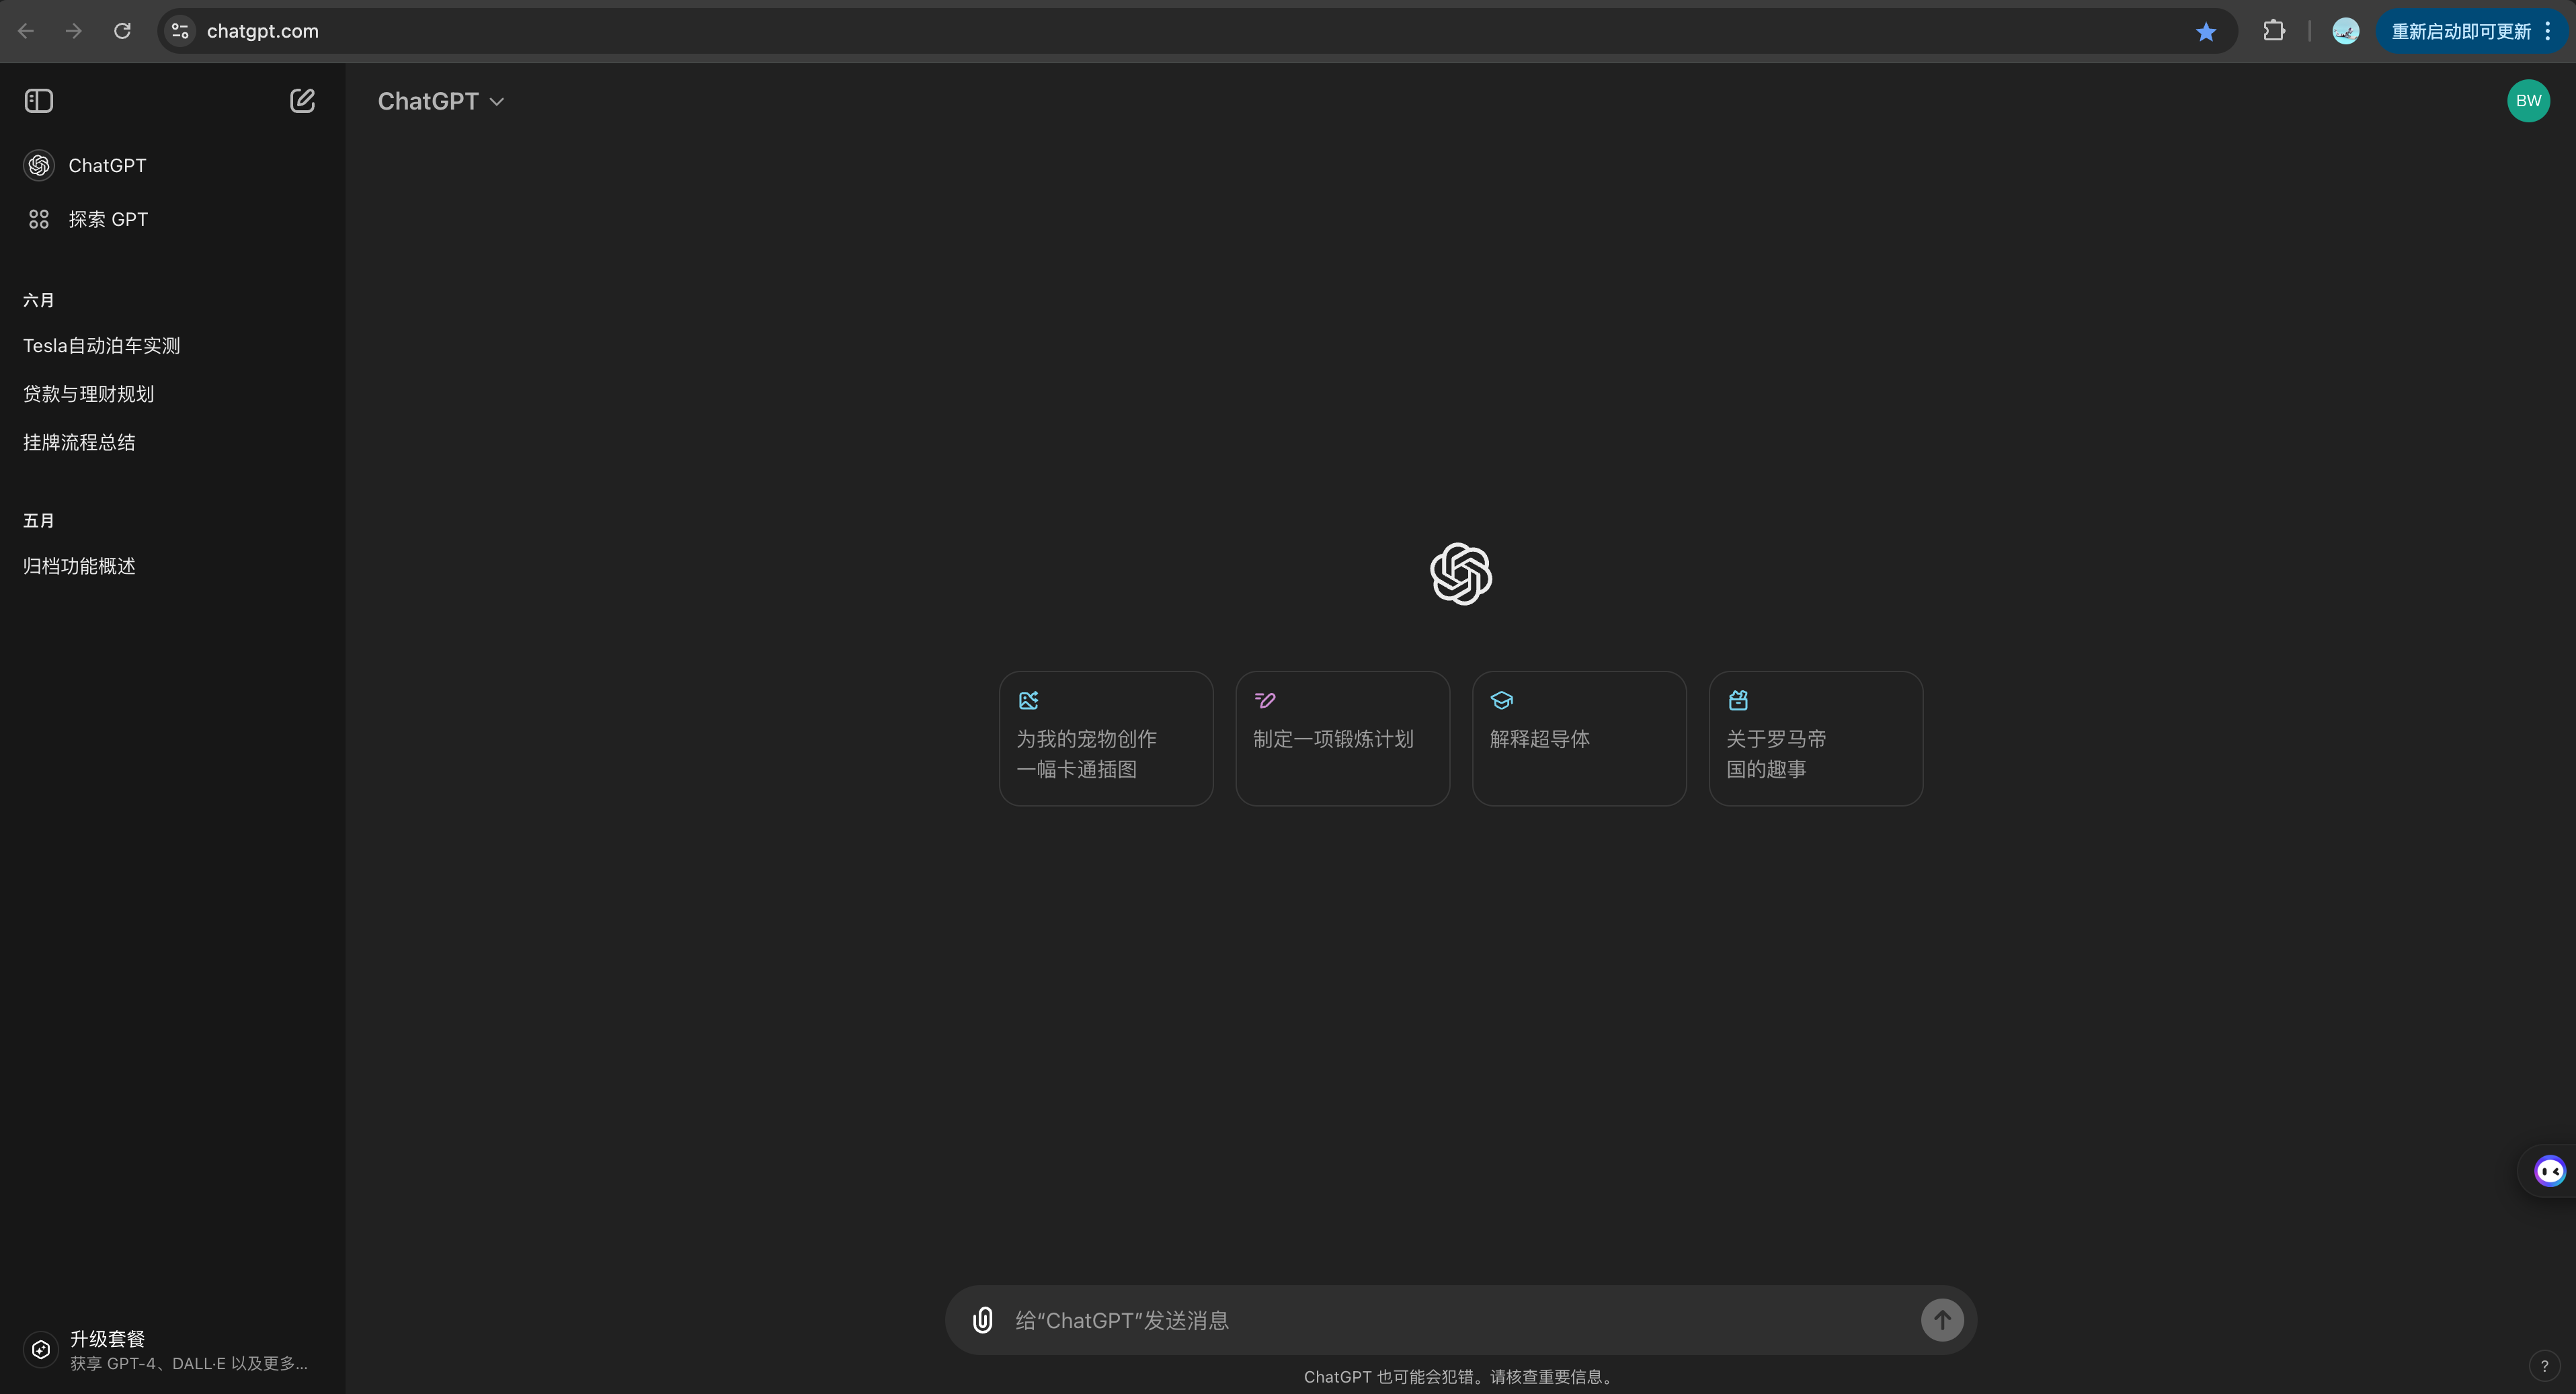 chatgpt.com
重新启动即可更新
ChatGPT
BW
ChatGPT
探索 GPT
六月
Tesla自动泊车实测
贷款与理财规划
挂牌流程总结
五月
归档功能概述
为我的宠物创作
一幅卡通插图
制定一项锻炼计划
解释超导体
关于罗马帝
国的趣事
升级套餐
获享 GPT-4、DALL·E 以及更多...
给“ChatGPT”发送消息
ChatGPT 也可能会犯错。请核查重要信息。
?